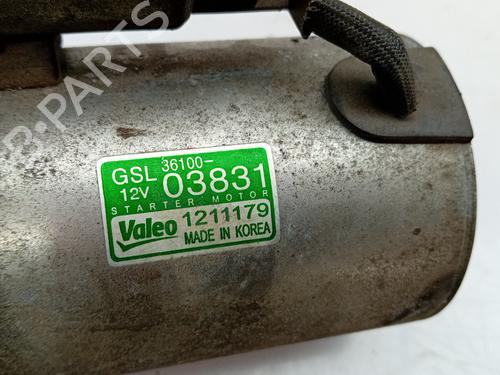 B-PARTS
GSL 36100-
12V 03831
STARTER MOTOR
Valeo 1211179
MADE IN KOREA